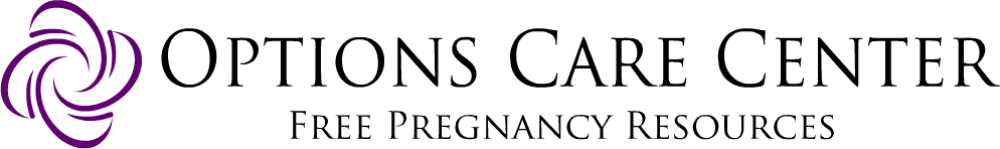 Options Care Center
Free Pregnancy Resources